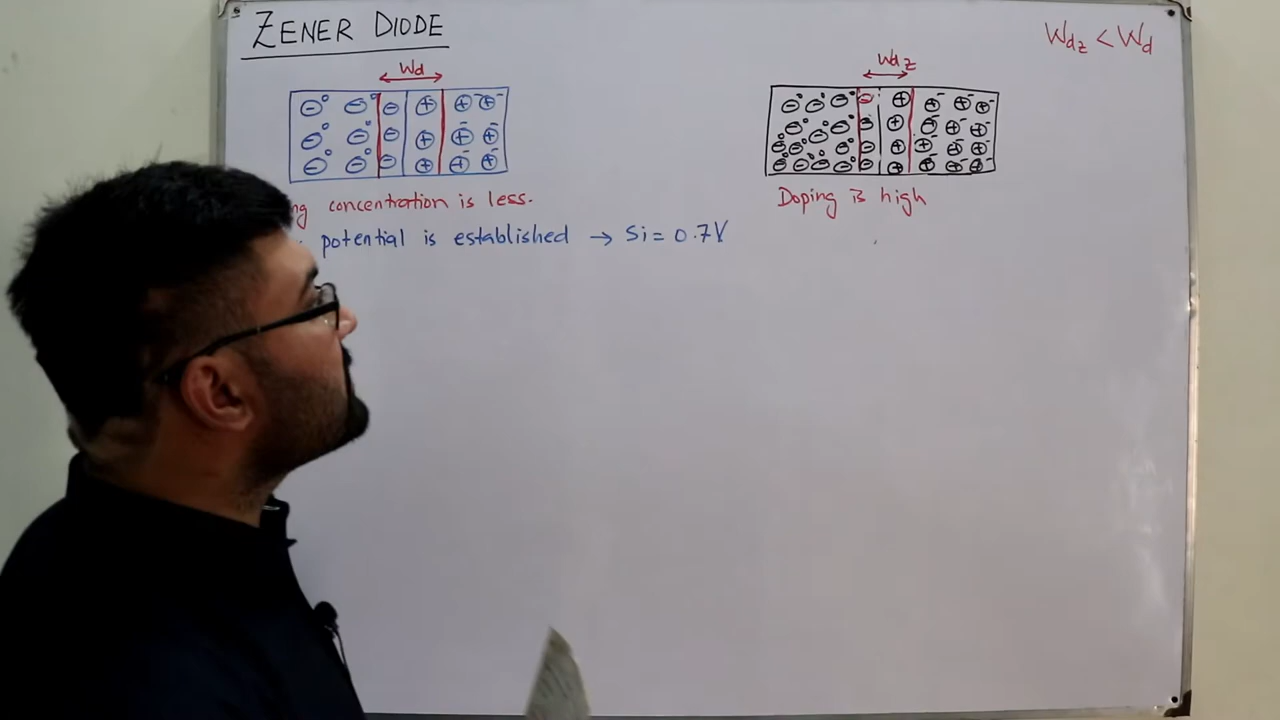 ZENER DIODE
Wdz < Wd
Wd
Wdz
concentration is less.
Doping is high
potential is established → Si = 0.7V